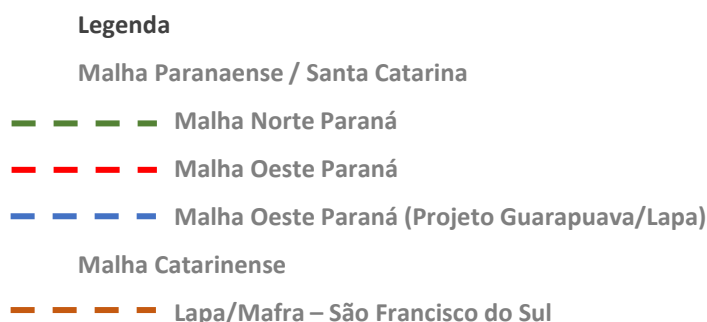 Legenda
Malha Paranaense / Santa Catarina
Malha Norte Paraná
Malha Oeste Paraná
Malha Oeste Paraná (Projeto Guarapuava/Lapa)
Malha Catarinense
Lapa/Mafra – São Francisco do Sul